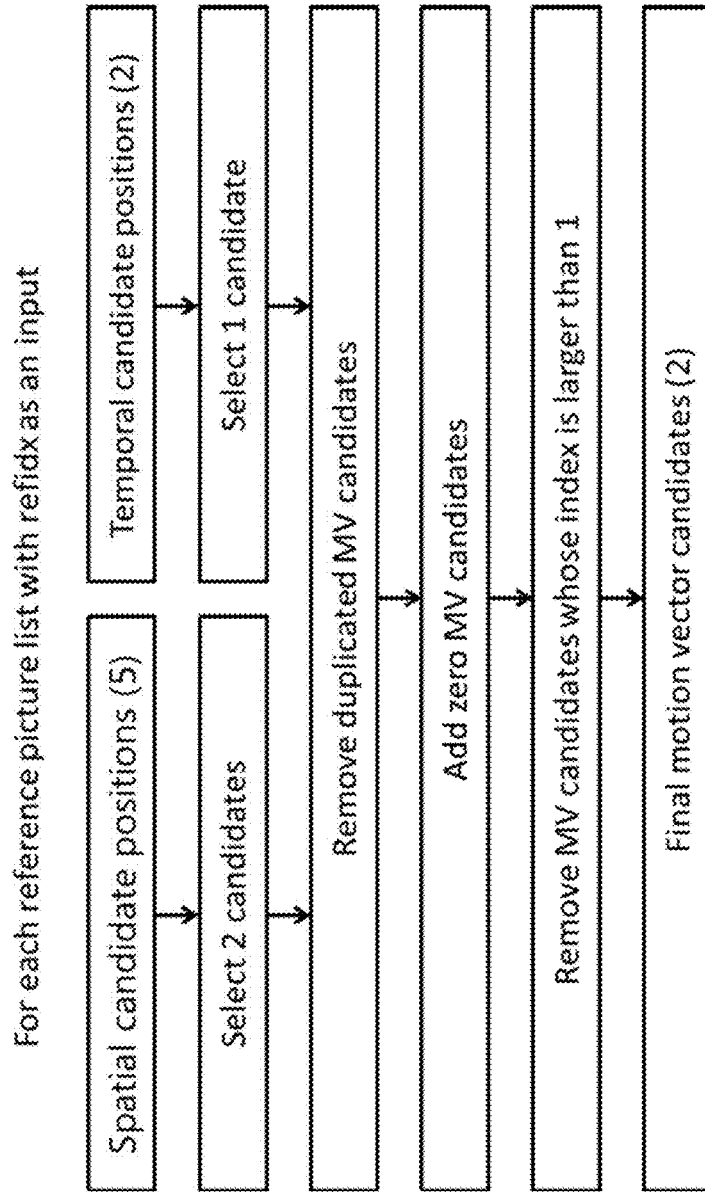 For each reference picture list with refidx as an input
Spatial candidate positions (5)
Temporal candidate positions (2)
Select 2 candidates
Select 1 candidate
Remove duplicated MV candidates
Add zero MV candidates
Remove MV candidates whose index is larger than 1
Final motion vector candidates (2)